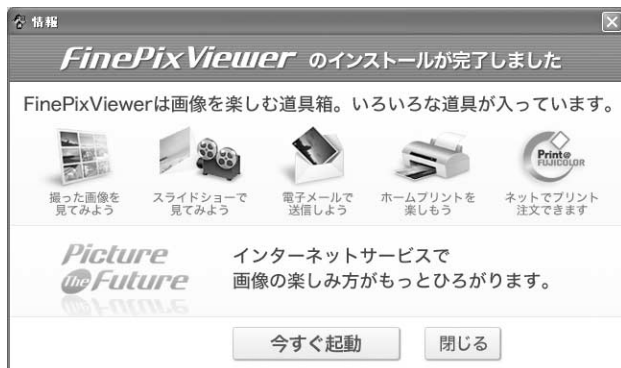 情報
FinePixViewer のインストールが完了しました
FinePixViewerは画像を楽しむ道具箱。いろいろな道具が入っています。
撮った画像を
見てみよう
スライドショーで
見てみよう
電子メールで
送信しよう
ホームプリントを
楽しもう
Print@
FUJICOLOR
ネットでプリント
注文できます
Picture
The Future
インターネットサービスで
画像の楽しみ方がもっとひろがります。
今すぐ起動
閉じる